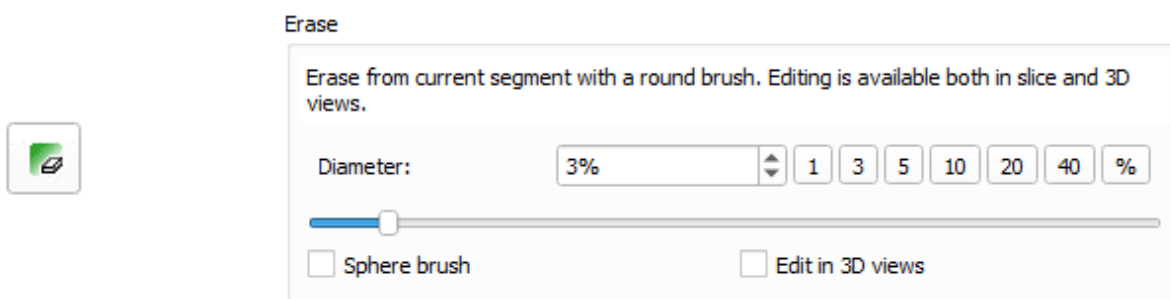 Erase
Erase from current segment with a round brush. Editing is available both in slice and 3D
views.
Diameter: 3% 1 3 5 10 20 40 %
Sphere brush Edit in 3D views